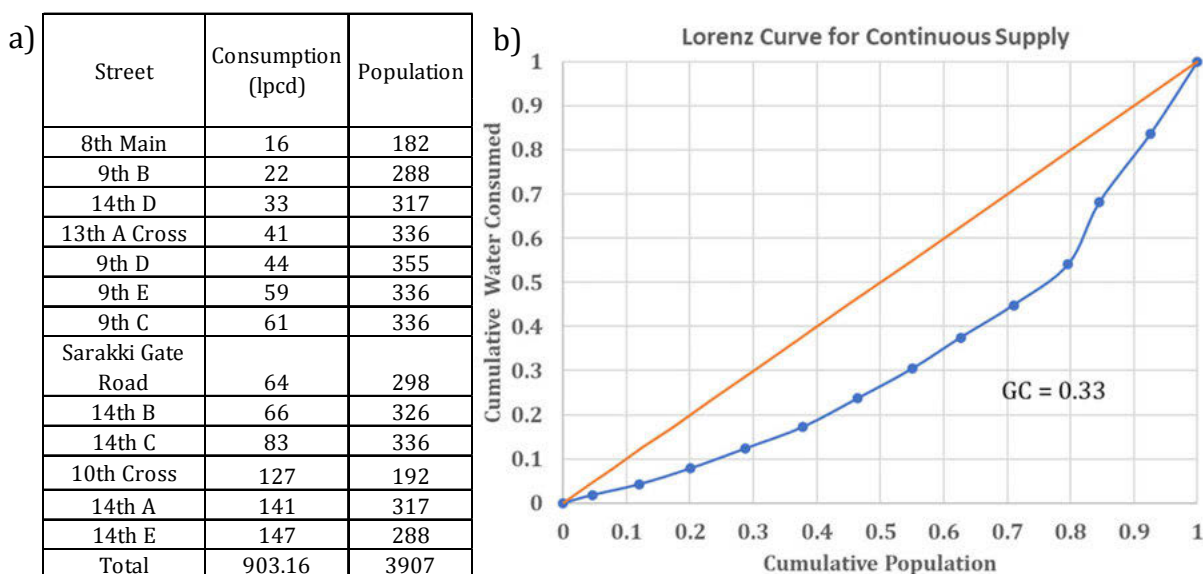 a)
Street Consumption (lpcd) Population
8th Main 16 182
9th B 22 288
14th D 33 317
13th A Cross 41 336
9th D 44 355
9th E 59 336
9th C 61 336
Sarakki Gate Road 64 298
14th B 66 326
14th C 83 336
10th Cross 127 192
14th A 141 317
14th E 147 288
Total 903.16 3907
b)
Lorenz Curve for Continuous Supply
Cumulative Water Consumed
1
0.9
0.8
0.7
0.6
0.5
0.4
0.3
0.2
0.1
0
GC = 0.33
0 0.1 0.2 0.3 0.4 0.5 0.6 0.7 0.8 0.9 1
Cumulative Population